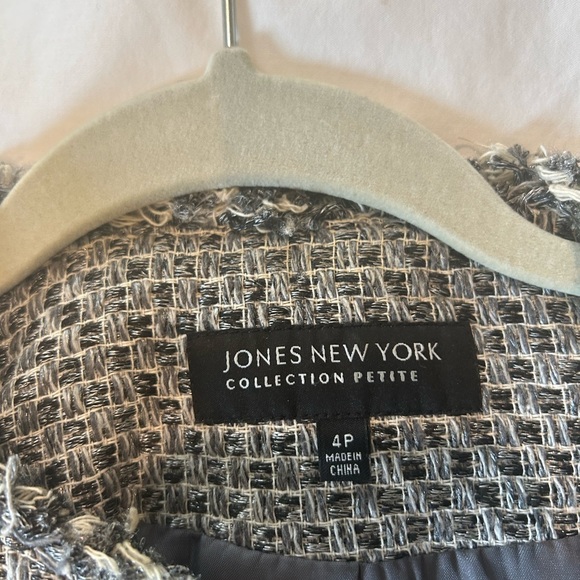 JONES NEW YORK
COLLECTION PETITE
4P
MADE IN
CHINA